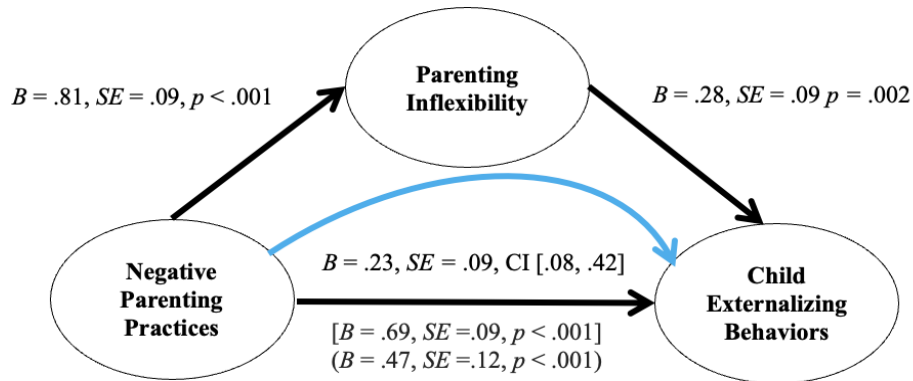 Parenting
Inflexibility
B = .81, SE = .09, p < .001
B = .28, SE = .09 p = .002
Negative
Parenting
Practices
B = .23, SE = .09, CI [.08, .42]
[B = .69, SE =.09, p < .001]
(B = .47, SE =.12, p < .001)
Child
Externalizing
Behaviors